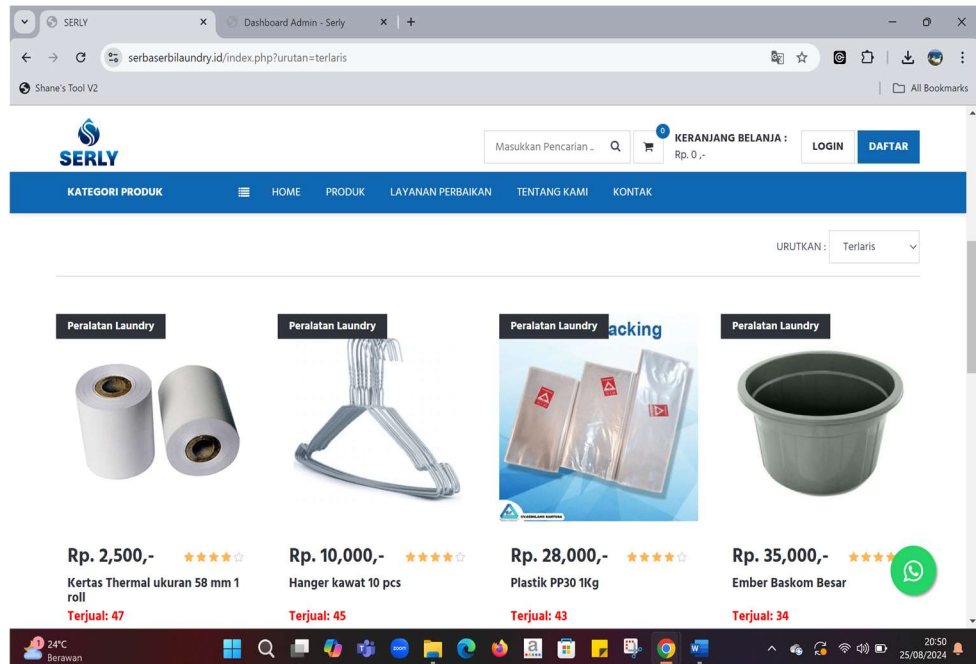 SERLY
Dashboard Admin - Serly
serbaserbilaundry.id/index.php?urutan=terlaris
Shane's Tool V2
All Bookmarks
SERLY
Masukkan Pencarian ..
0
KERANJANG BELANJA :
Rp. 0 ,-
LOGIN
DAFTAR
KATEGORI PRODUK
HOME
PRODUK
LAYANAN PERBAIKAN
TENTANG KAMI
KONTAK
URUTKAN :
Terlaris
Peralatan Laundry
Peralatan Laundry
Peralatan Laundry
acking
Peralatan Laundry
Rp. 2,500,-
Kertas Thermal ukuran 58 mm 1
roll
Terjual: 47
Rp. 10,000,-
Hanger kawat 10 pcs
Terjual: 45
Rp. 28,000,-
Plastik PP30 1Kg
Terjual: 43
Rp. 35,000,-
Ember Baskom Besar
Terjual: 34
1
24°C
Berawan
zoom
20:50
25/08/2024